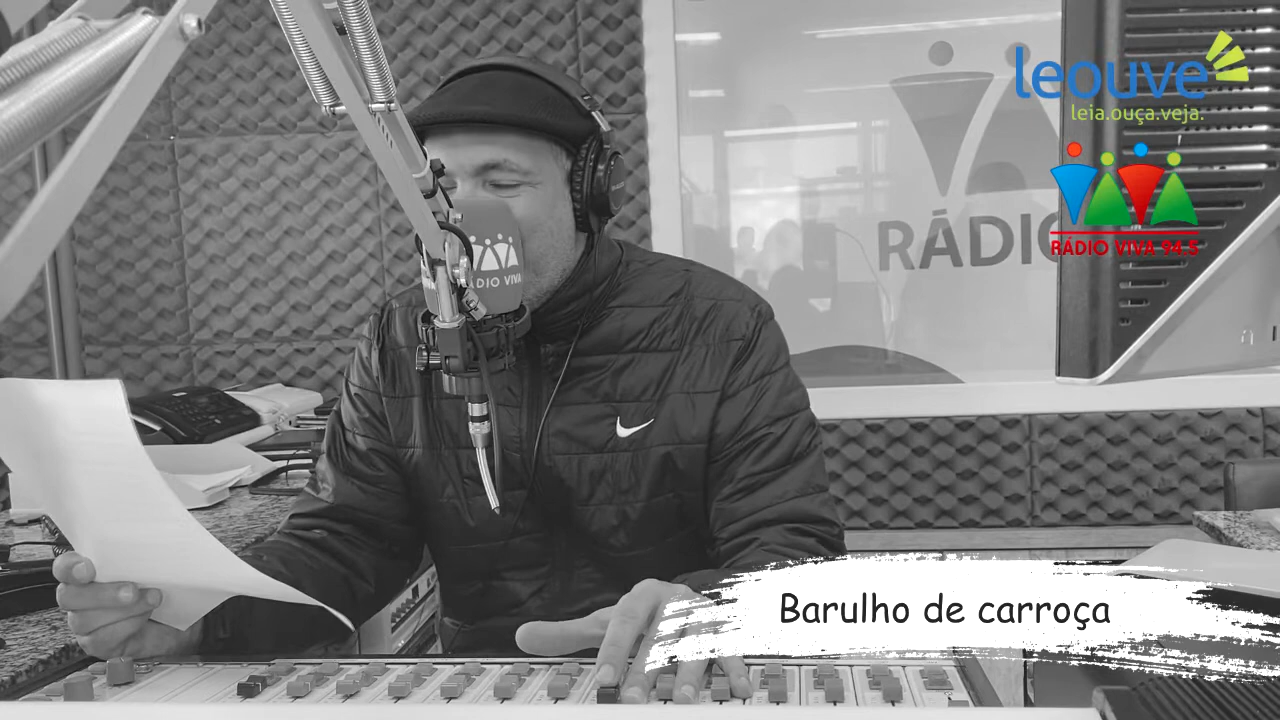 leouve
leia.ouça.veja.
RÁDIO
RÁDIO VIVA 94.5
RÁDIO VIVA
Barulho de carroça